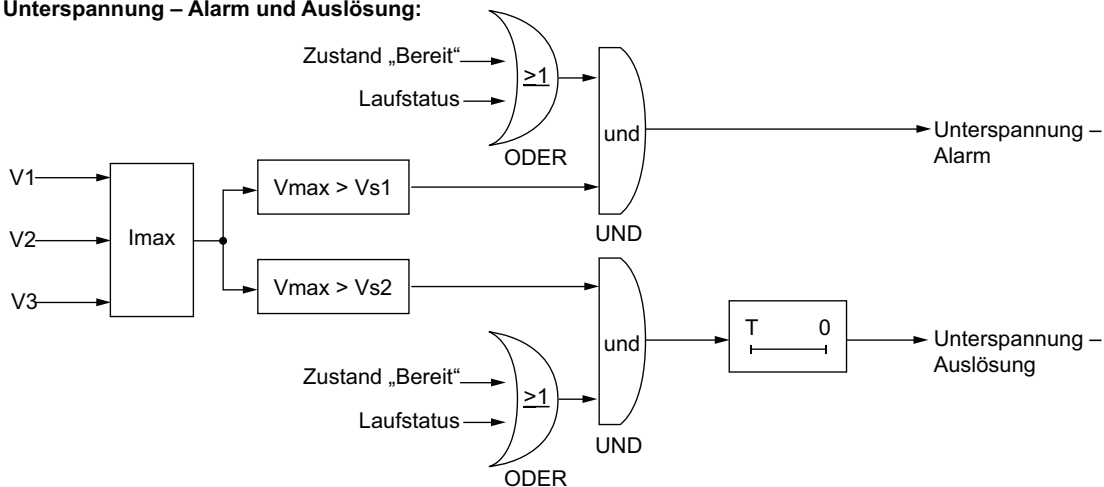 Unterspannung – Alarm und Auslösung:
Zustand „Bereit“
Laufstatus
≥1
ODER
und
UND
Unterspannung –
Alarm
V1
V2
V3
Imax
Vmax > Vs1
Vmax > Vs2
und
UND
T 0
Unterspannung –
Auslösung
Zustand „Bereit“
Laufstatus
≥1
ODER